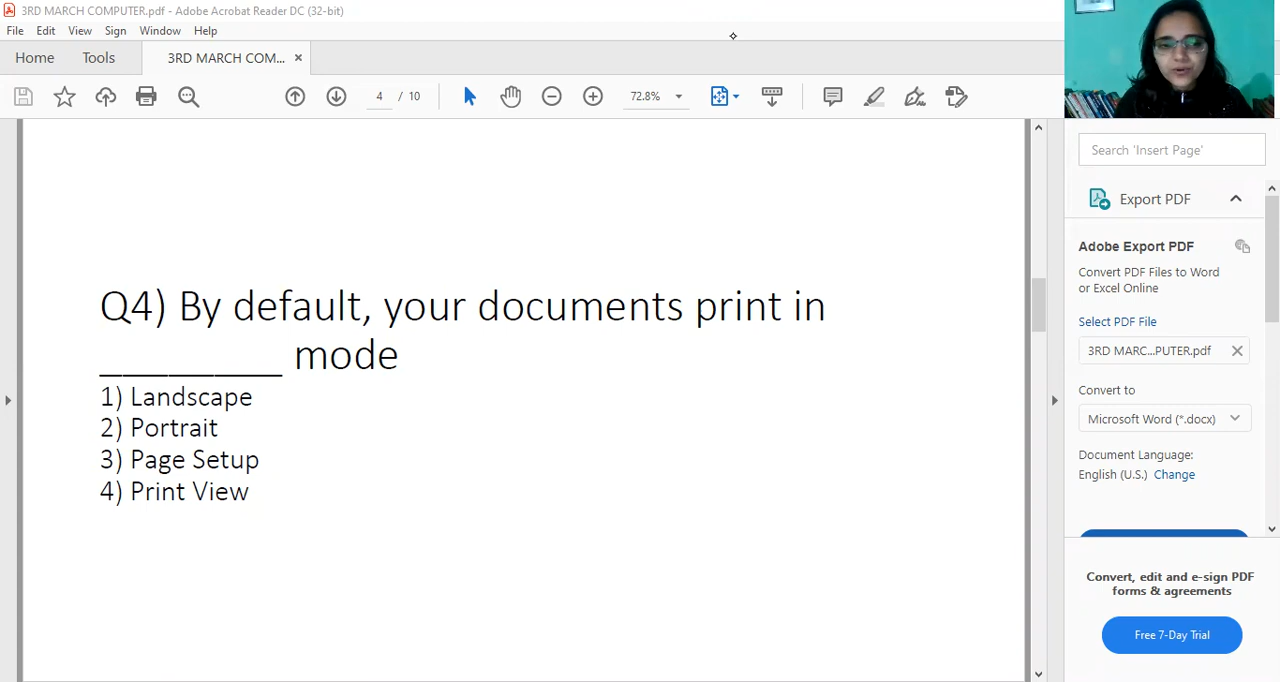 3RD MARCH COMPUTER.pdf - Adobe Acrobat Reader DC (32-bit)
File Edit View Sign Window Help
Home Tools 3RD MARCH COM... ×
4 / 10 72.8%
Search 'Insert Page'
Export PDF
Adobe Export PDF
Convert PDF Files to Word
or Excel Online
Select PDF File
3RD MARC...PUTER.pdf
Convert to
Microsoft Word (*.docx)
Document Language:
English (U.S.) Change
Convert, edit and e-sign PDF
forms & agreements
Free 7-Day Trial
Q4) By default, your documents print in
_________ mode
1) Landscape
2) Portrait
3) Page Setup
4) Print View